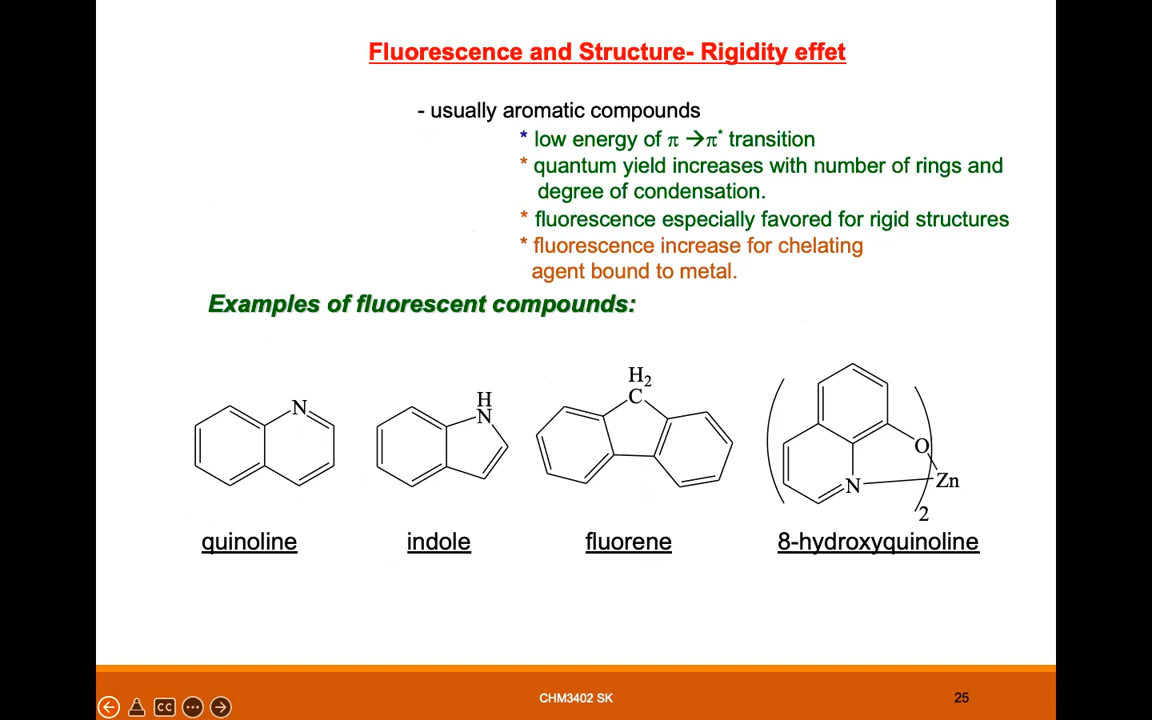 Fluorescence and Structure- Rigidity effet
- usually aromatic compounds
* low energy of π →π* transition
* quantum yield increases with number of rings and
degree of condensation.
* fluorescence especially favored for rigid structures
* fluorescence increase for chelating
agent bound to metal.
Examples of fluorescent compounds:
N
H
N
H2
C
O
N
Zn
2
quinoline
indole
fluorene
8-hydroxyquinoline
CC
CHM3402 SK
25